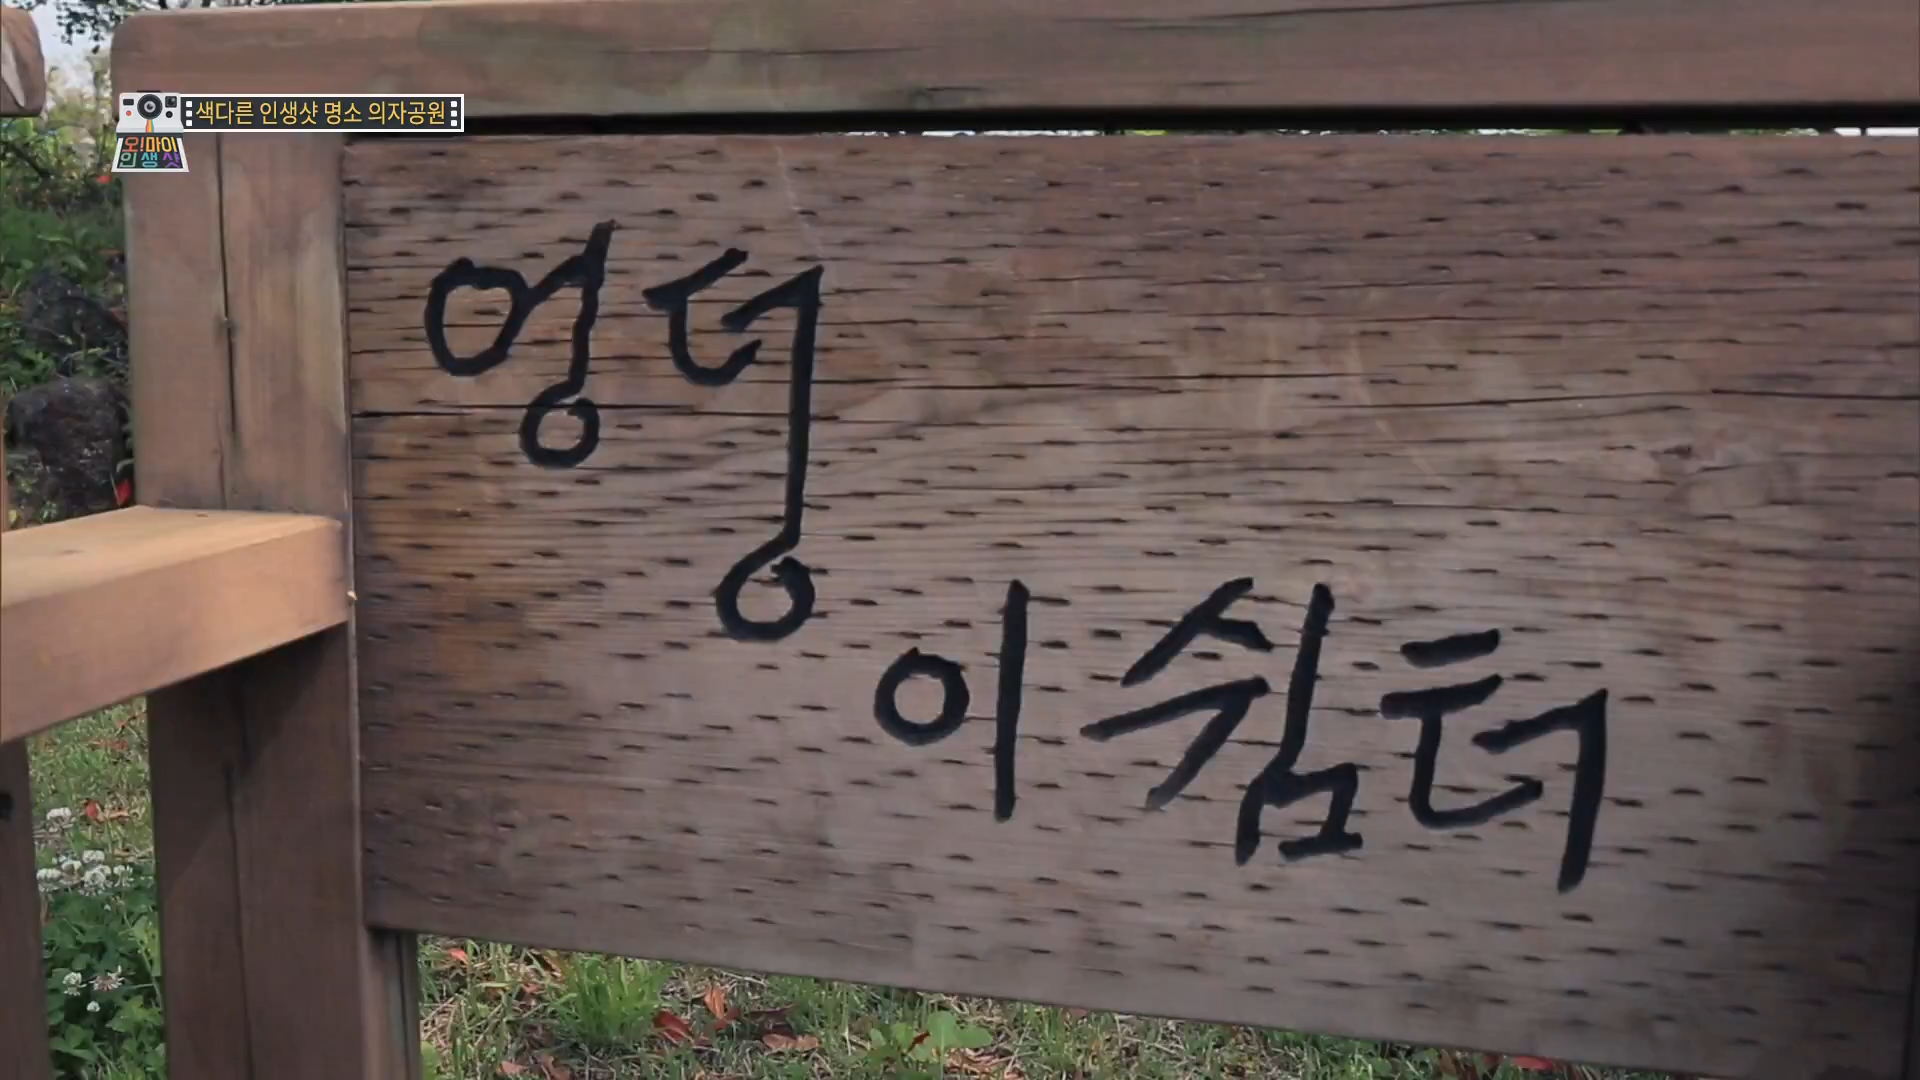 색다른 인생샷 명소 의자공원
오!마이
인생샷
엉덩
이쉼터